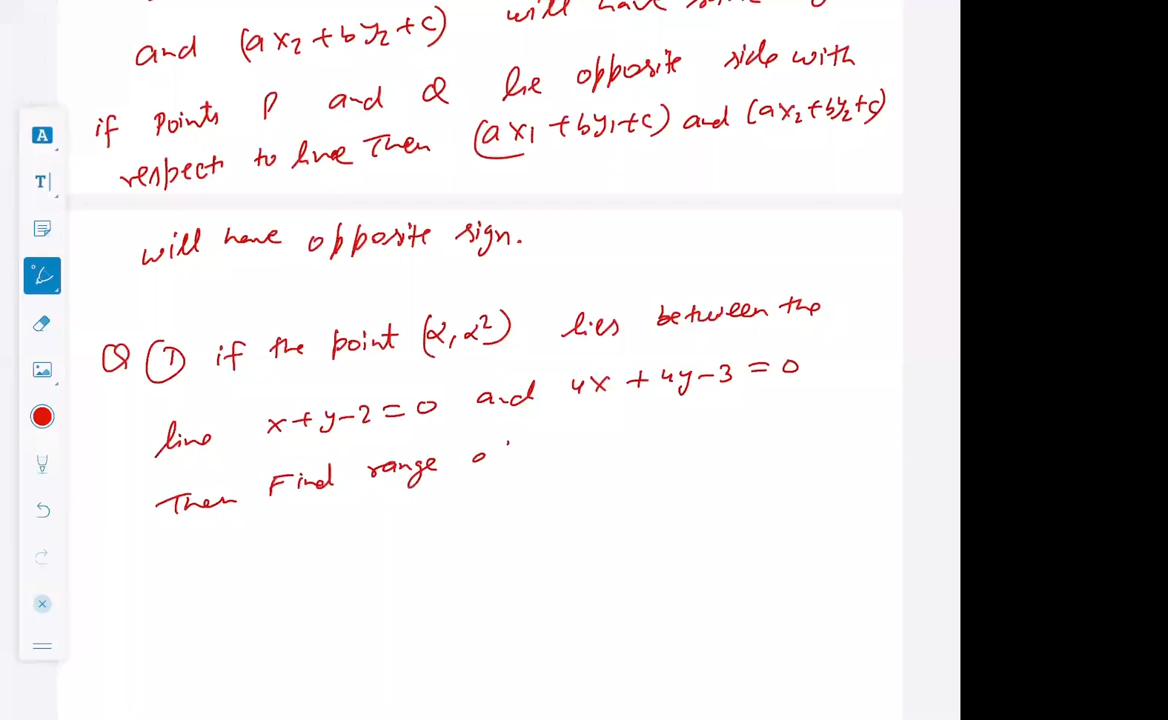 and (ax₂+by₂+c) will have
if Points P and Q lie opposite side with
respect to line Then (ax₁+by₁+c) and (ax₂+by₂+c)
will have opposite sign.
Q ① if the point (α,α²) lies between the
line x+y-2=0 and 4x+4y-3=0
Then Find range o
A
T